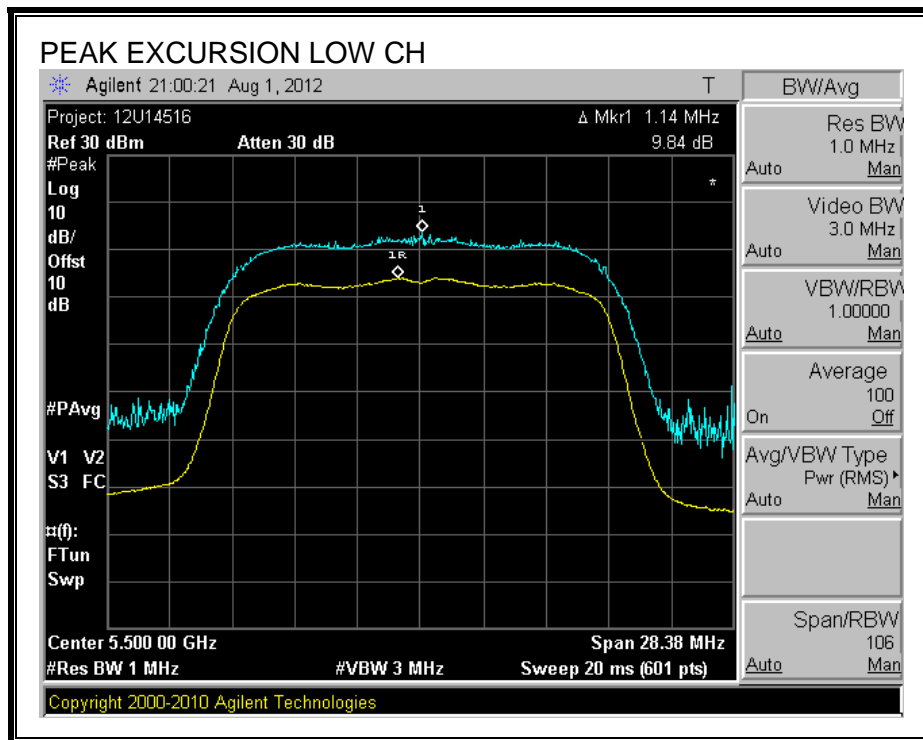 PEAK EXCURSION LOW CH
Agilent 21:00:21 Aug 1, 2012 T
Project: 12U14516 Δ Mkr1 1.14 MHz
Ref 30 dBm Atten 30 dB 9.84 dB
#Peak
Log
10
dB/
Offst
10
dB
*
1
1R
#PAvg
V1 V2
S3 FC
¤(f):
FTun
Swp
Center 5.500 00 GHz Span 28.38 MHz
#Res BW 1 MHz #VBW 3 MHz Sweep 20 ms (601 pts)
Copyright 2000-2010 Agilent Technologies
BW/Avg
Res BW
1.0 MHz
Auto Man
Video BW
3.0 MHz
Auto Man
VBW/RBW
1.00000
Auto Man
Average
100
On Off
Avg/VBW Type
Pwr (RMS)
Auto Man
Span/RBW
106
Auto Man